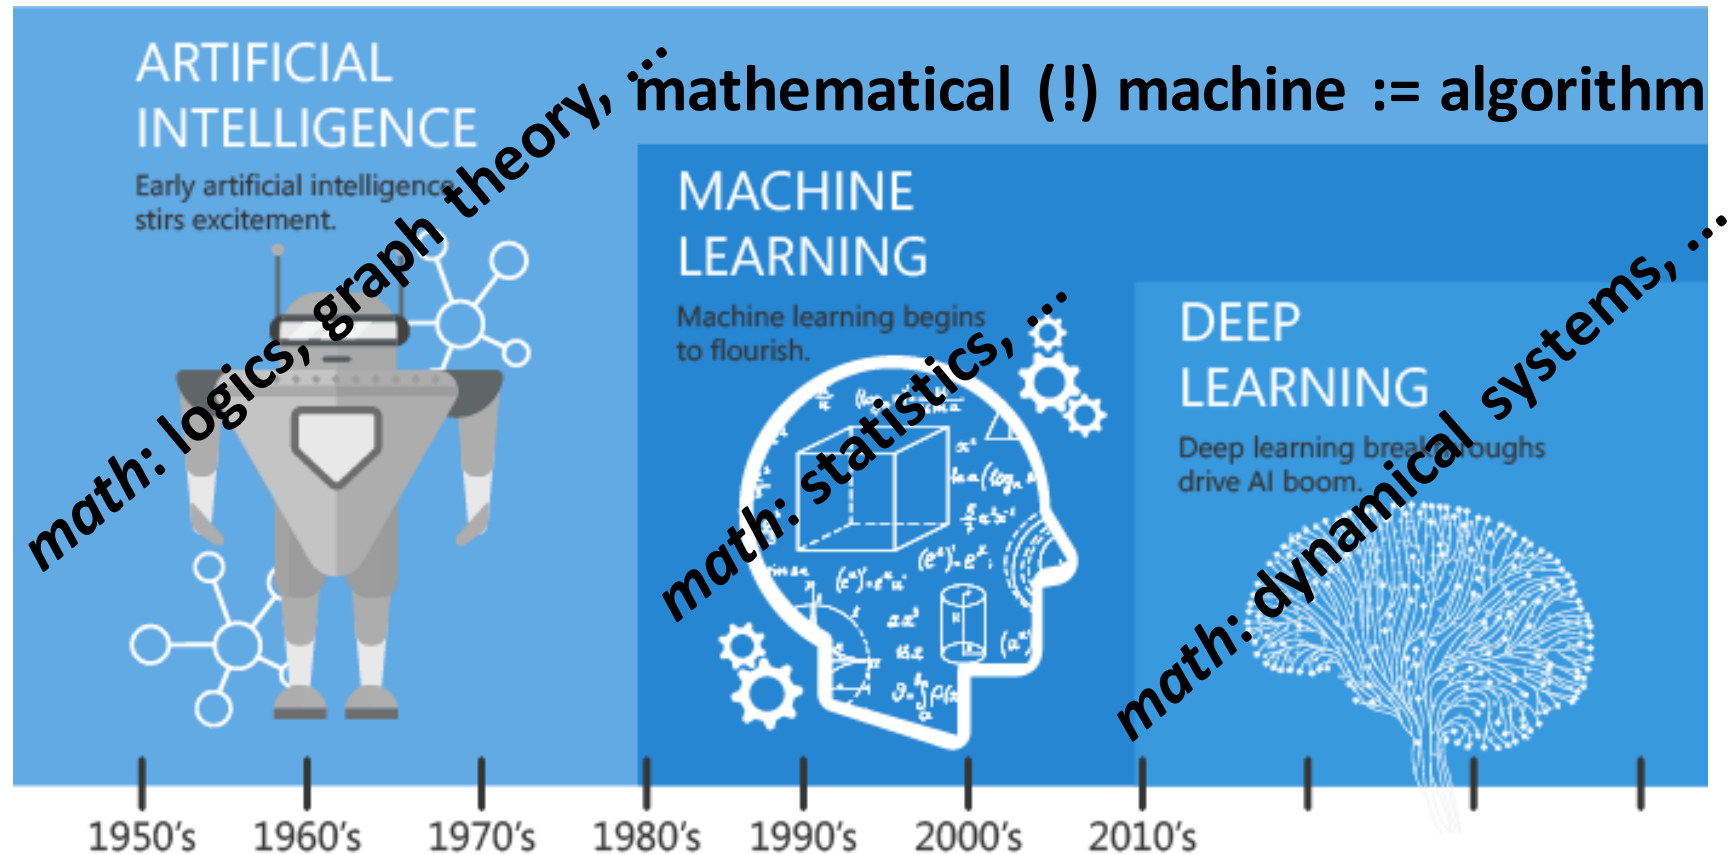 ARTIFICIAL
INTELLIGENCE
Early artificial intelligence
stirs excitement.
math: logics, graph theory, ...
mathematical (!) machine := algorithm
MACHINE
LEARNING
Machine learning begins
to flourish.
math: statistics, ...
DEEP
LEARNING
Deep learning breakthroughs
drive AI boom.
math: dynamical systems, ...
1950's 1960's 1970's 1980's 1990's 2000's 2010's